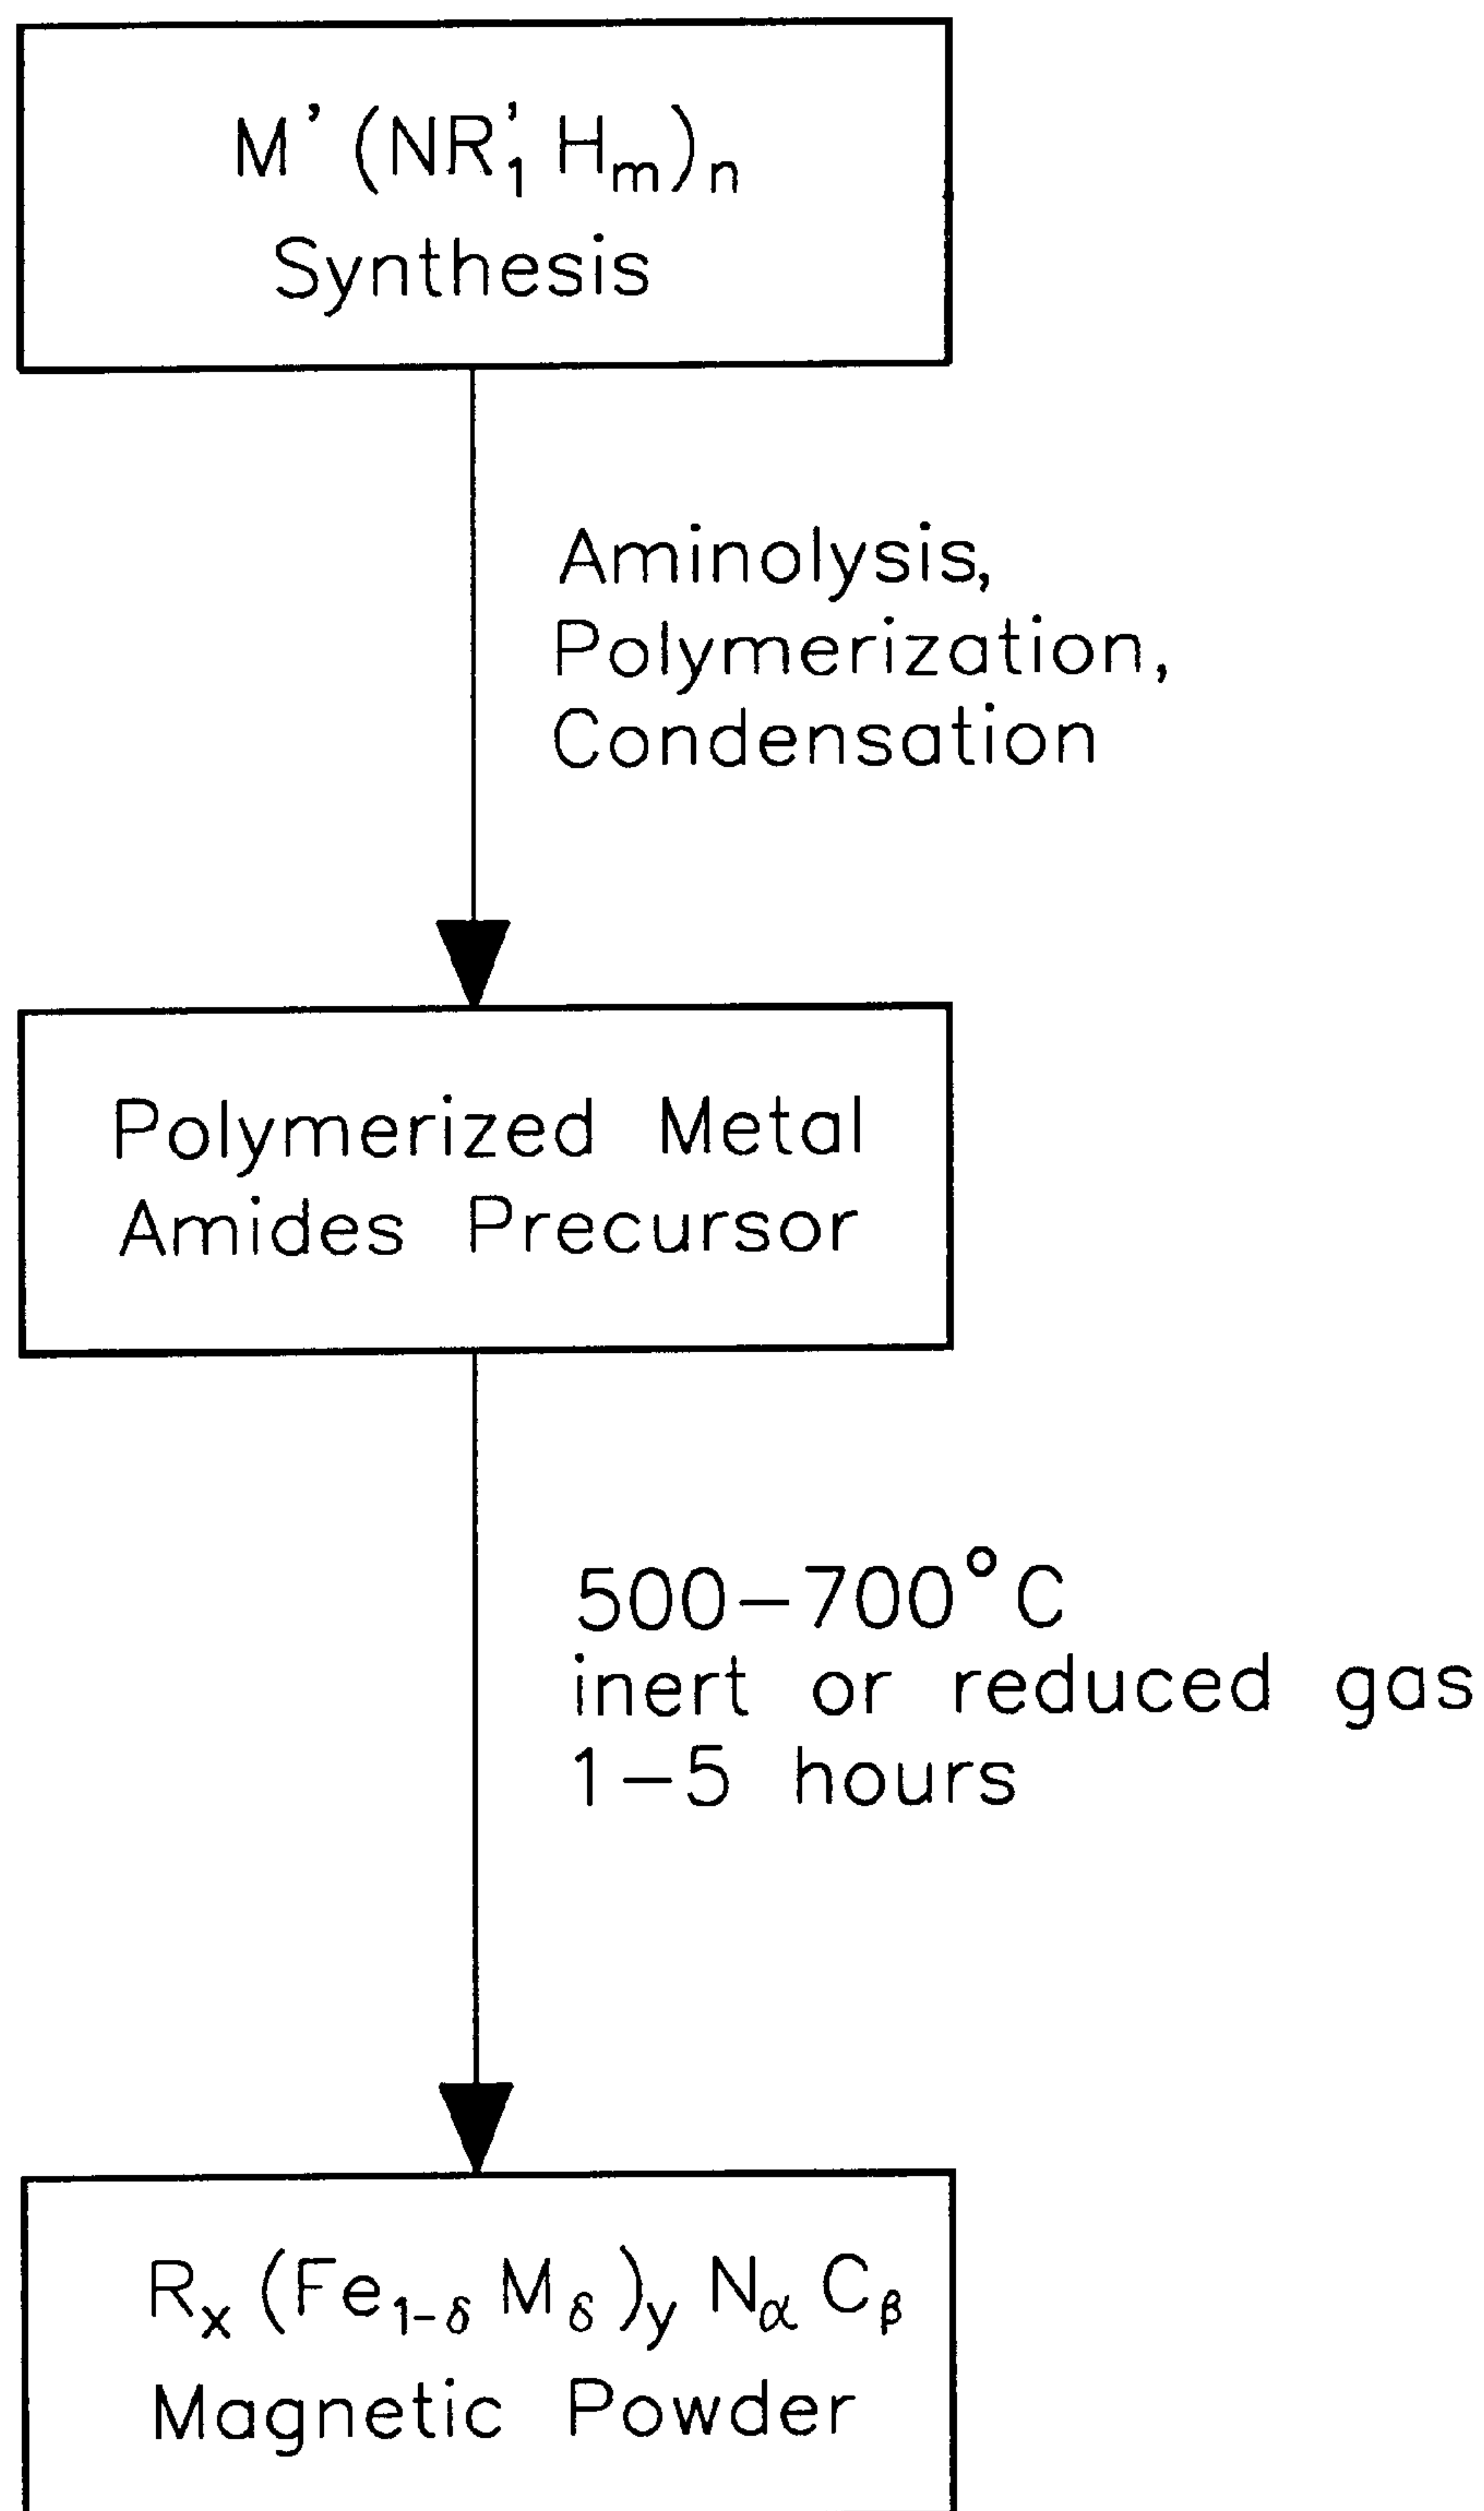 M' (NR'₁ Hₘ)ₙ
Synthesis
Aminolysis,
Polymerization,
Condensation
Polymerized Metal
Amides Precursor
500–700°C
inert or reduced gas
1–5 hours
Rₓ (Fe₁₋δ Mδ)y Nα Cβ
Magnetic Powder